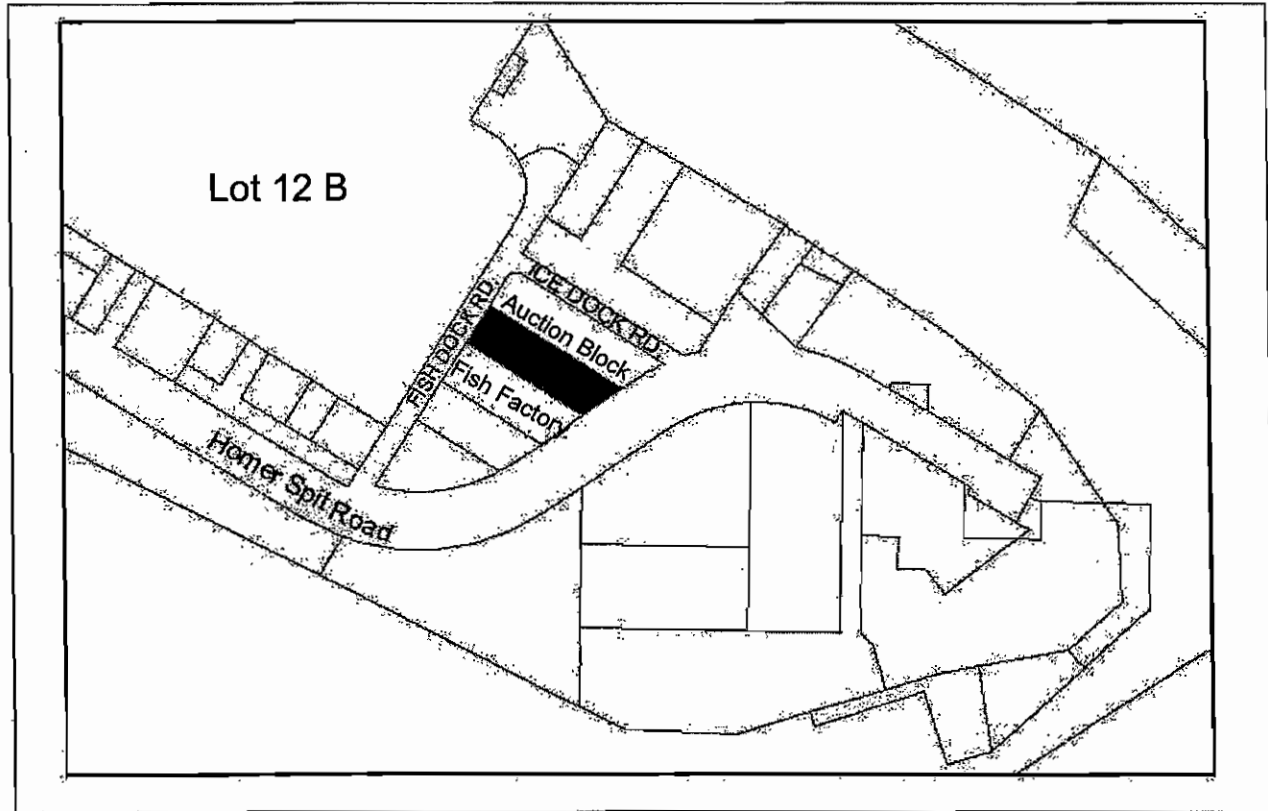 Lot 12 B
ICE DOCK RD
FISH DOCK RD
Auction Block
Fish Factory
Homer Spit Road